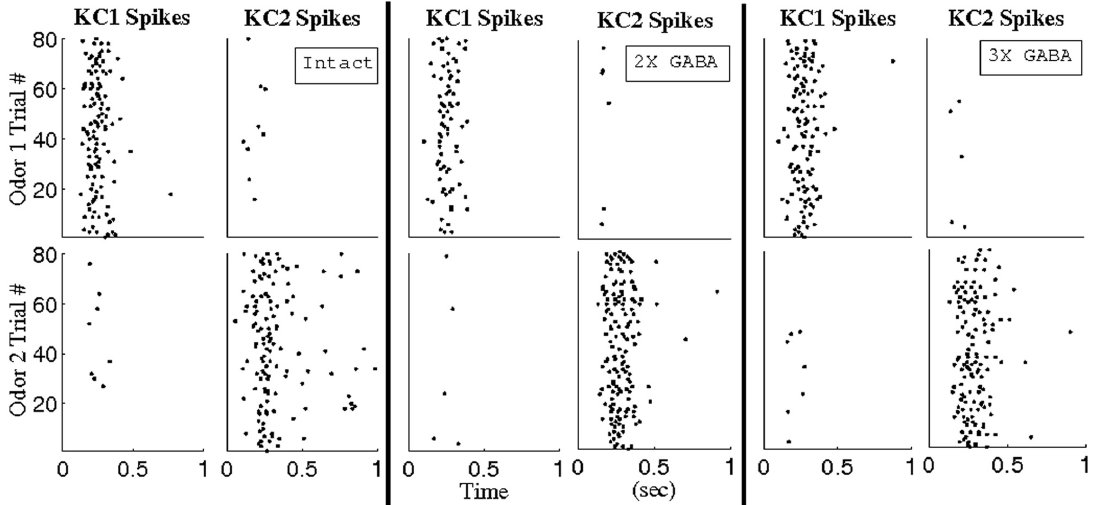 KC1 Spikes KC2 Spikes KC1 Spikes KC2 Spikes KC1 Spikes KC2 Spikes
Intact 2X GABA 3X GABA
Odor 1 Trial #
80
60
40
20
Odor 2 Trial #
80
60
40
20
0 0.5 1 0 0.5 1 0 0.5 1 0 0.5 1 0 0.5 1 0 0.5 1
Time (sec)